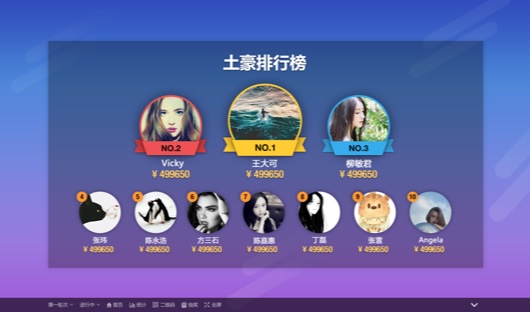 土豪排行榜
NO.2
NO.1
NO.3
Vicky
王大可
柳敏君
¥ 499650
¥ 499650
¥ 499650
4
5
6
7
8
9
10
张玮
陈永浩
方三石
陈嘉惠
丁磊
张雲
Angela
¥ 499650
¥ 499650
¥ 499650
¥ 499650
¥ 499650
¥ 499650
¥ 499650
第一轮次
进行中
首页
统计
二维码
抽奖
全屏